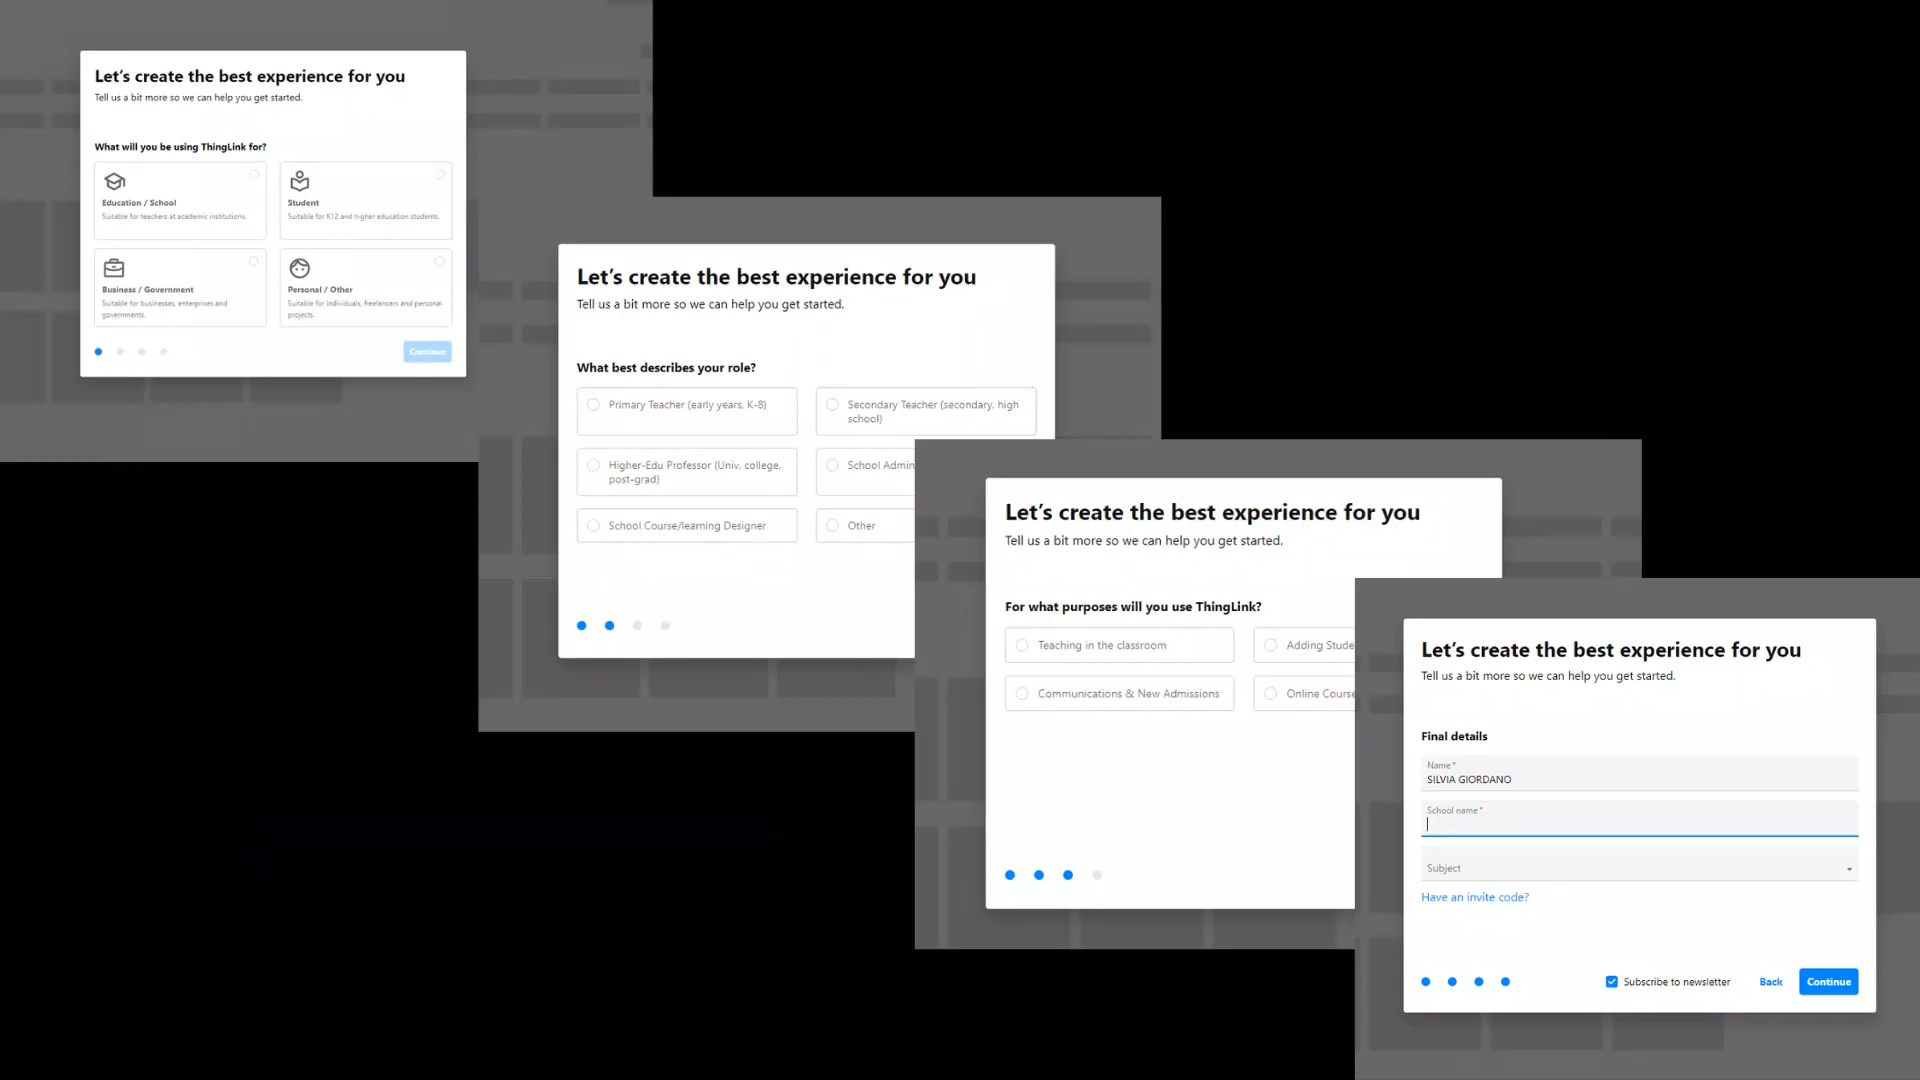 Let's create the best experience for you
Tell us a bit more so we can help you get started.
What will you be using ThingLink for?
Education / School
Suitable for teachers at academic institutions.
Student
Suitable for K12 and higher education students.
Business / Government
Suitable for businesses, enterprises and
governments.
Personal / Other
Suitable for individuals, freelancers and personal
projects.
Continue
Let's create the best experience for you
Tell us a bit more so we can help you get started.
What best describes your role?
Primary Teacher (early years, K-8)
Secondary Teacher (secondary, high
school)
Higher-Edu Professor (Univ, college,
post-grad)
School Admin
School Course/learning Designer
Other
Let's create the best experience for you
Tell us a bit more so we can help you get started.
For what purposes will you use ThingLink?
Teaching in the classroom
Adding Stude
Communications & New Admissions
Online Course
Let's create the best experience for you
Tell us a bit more so we can help you get started.
Final details
Name*
SILVIA GIORDANO
School name*
Subject
Have an invite code?
Subscribe to newsletter
Back
Continue